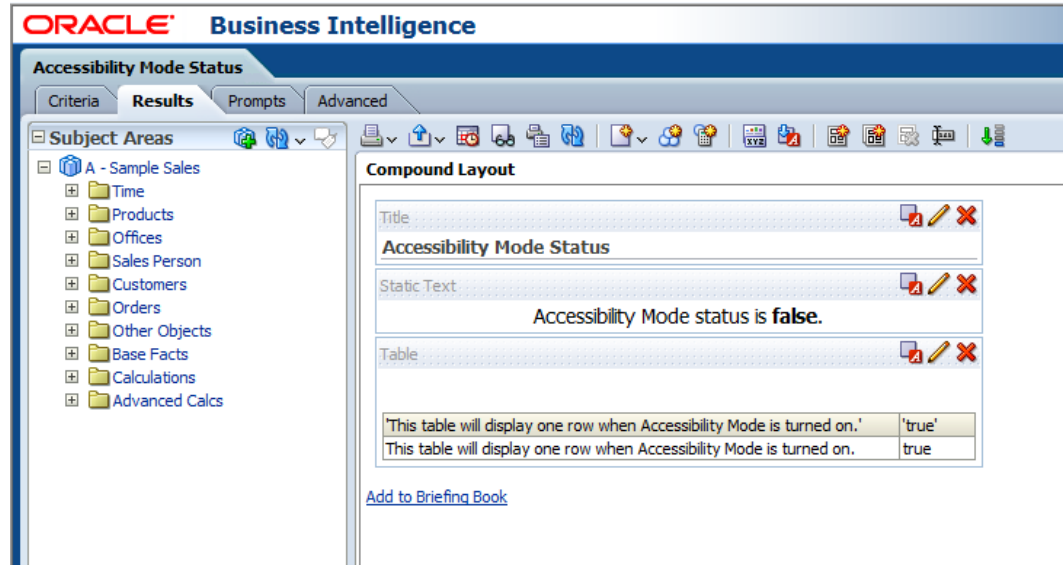 ORACLE Business Intelligence
Accessibility Mode Status
Criteria Results Prompts Advanced
Subject Areas
A - Sample Sales
Time
Products
Offices
Sales Person
Customers
Orders
Other Objects
Base Facts
Calculations
Advanced Calcs
Compound Layout
Title
Accessibility Mode Status
Static Text
Accessibility Mode status is false.
Table
'This table will display one row when Accessibility Mode is turned on.' 'true'
This table will display one row when Accessibility Mode is turned on. true
Add to Briefing Book